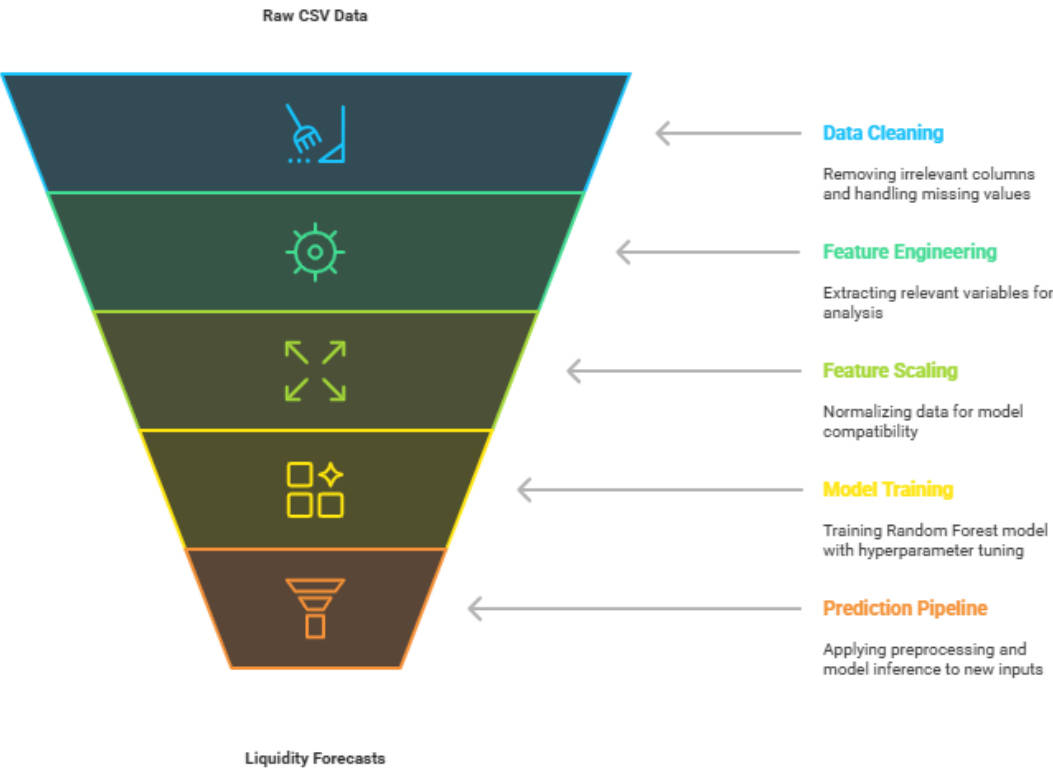 Raw CSV Data
Data Cleaning
Removing irrelevant columns
and handling missing values
Feature Engineering
Extracting relevant variables for
analysis
Feature Scaling
Normalizing data for model
compatibility
Model Training
Training Random Forest model
with hyperparameter tuning
Prediction Pipeline
Applying preprocessing and
model inference to new inputs
Liquidity Forecasts